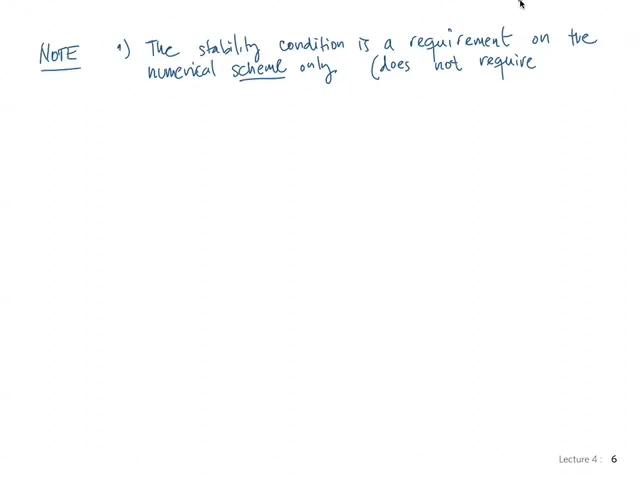 NOTE 1) The stability condition is a requirement on the
numerical scheme only (does not require
Lecture 4 : 6